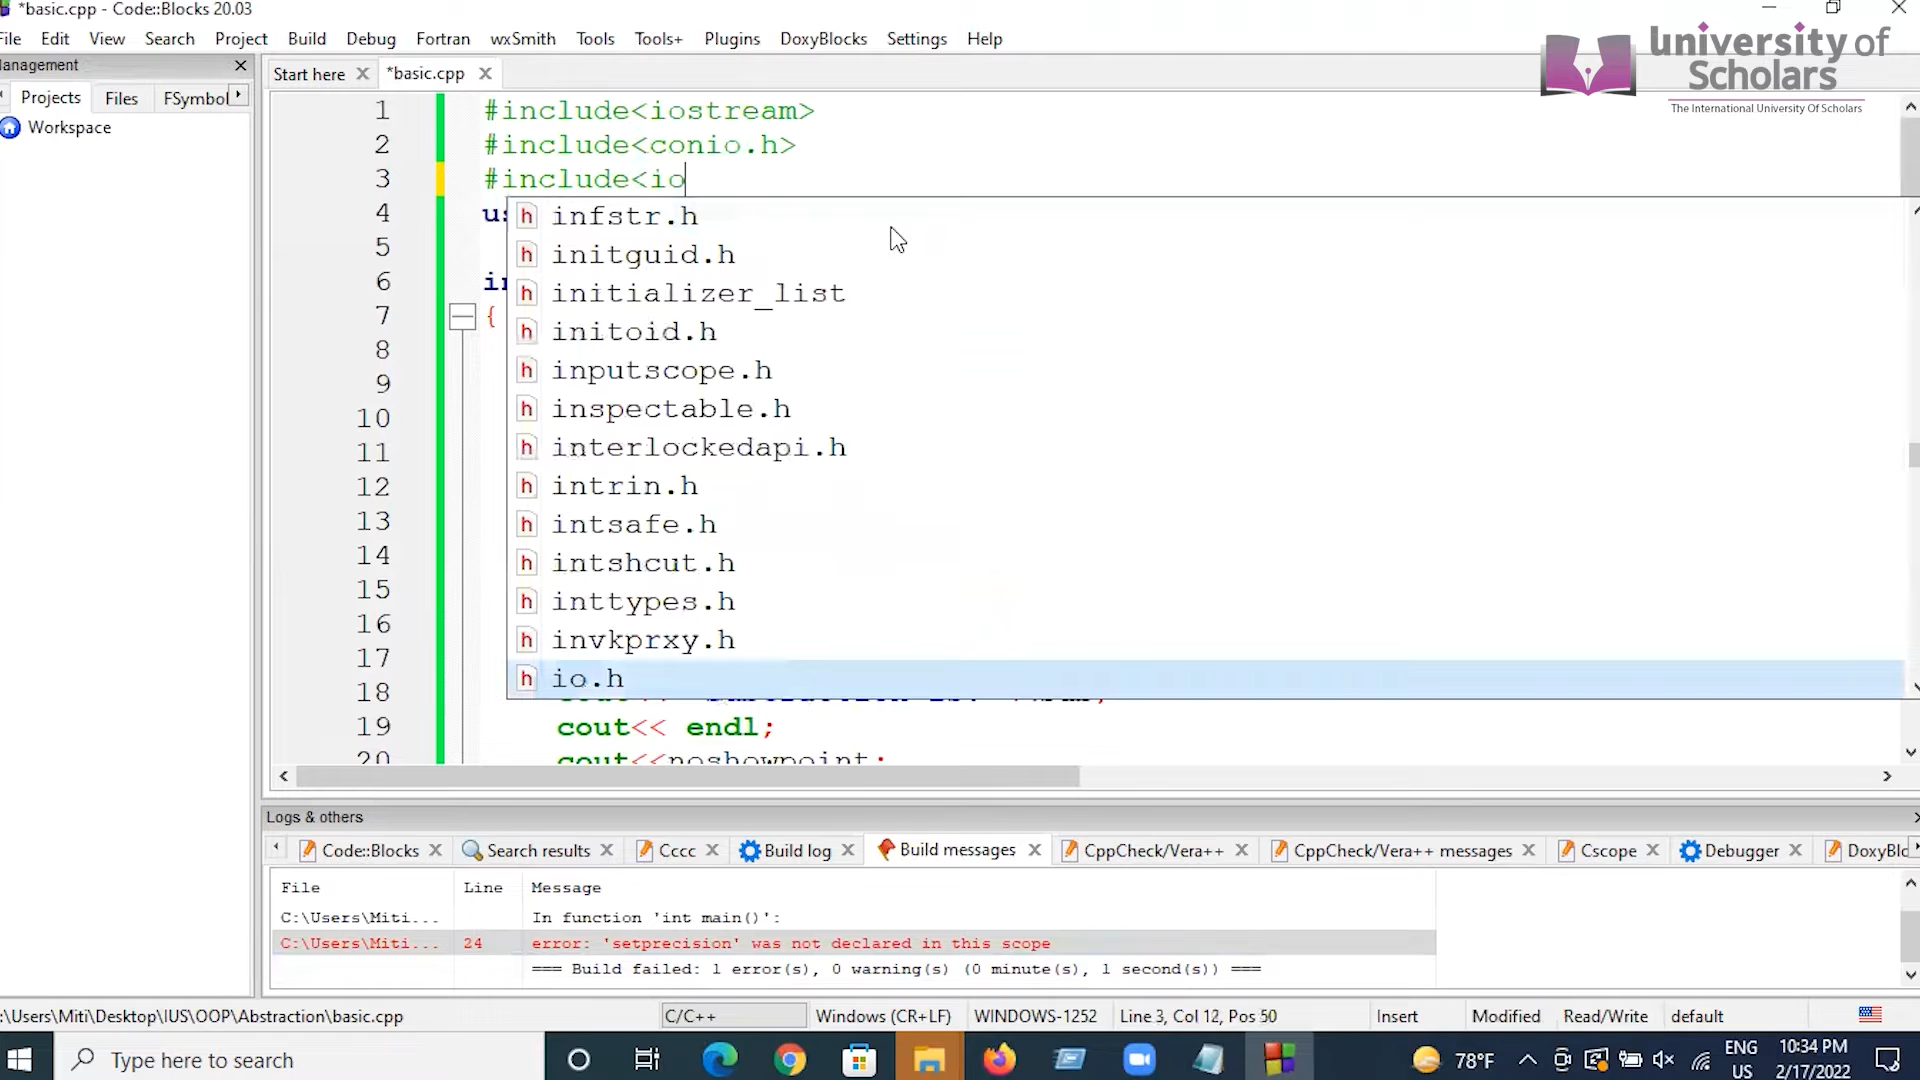 *basic.cpp - Code::Blocks 20.03
File Edit View Search Project Build Debug Fortran wxSmith Tools Tools+ Plugins DoxyBlocks Settings Help
University of
Scholars
The International University Of Scholars
anagement
Start here *basic.cpp
Projects Files FSymbol
Workspace
1 #include<iostream>
2 #include<conio.h>
3 #include<io
4 us
5
6 in
7 {
8
9
10
11
12
13
14
15
16
17
18
infstr.h
initguid.h
initializer_list
initoid.h
inputscope.h
inspectable.h
interlockedapi.h
intrin.h
intsafe.h
intshcut.h
inttypes.h
invkprxy.h
io.h
19 cout<< endl;
20 cout<<noshowpoint;
Logs & others
Code::Blocks Search results Cccc Build log Build messages CppCheck/Vera++ CppCheck/Vera++ messages Cscope Debugger DoxyBlo
File Line Message
C:\Users\Miti... In function 'int main()':
C:\Users\Miti... 24 error: 'setprecision' was not declared in this scope
=== Build failed: 1 error(s), 0 warning(s) (0 minute(s), 1 second(s)) ===
:\Users\Miti\Desktop\IUS\OOP\Abstraction\basic.cpp C/C++ Windows (CR+LF) WINDOWS-1252 Line 3, Col 12, Pos 50 Insert Modified Read/Write default
Type here to search 78°F ENG 10:34 PM
US 2/17/2022